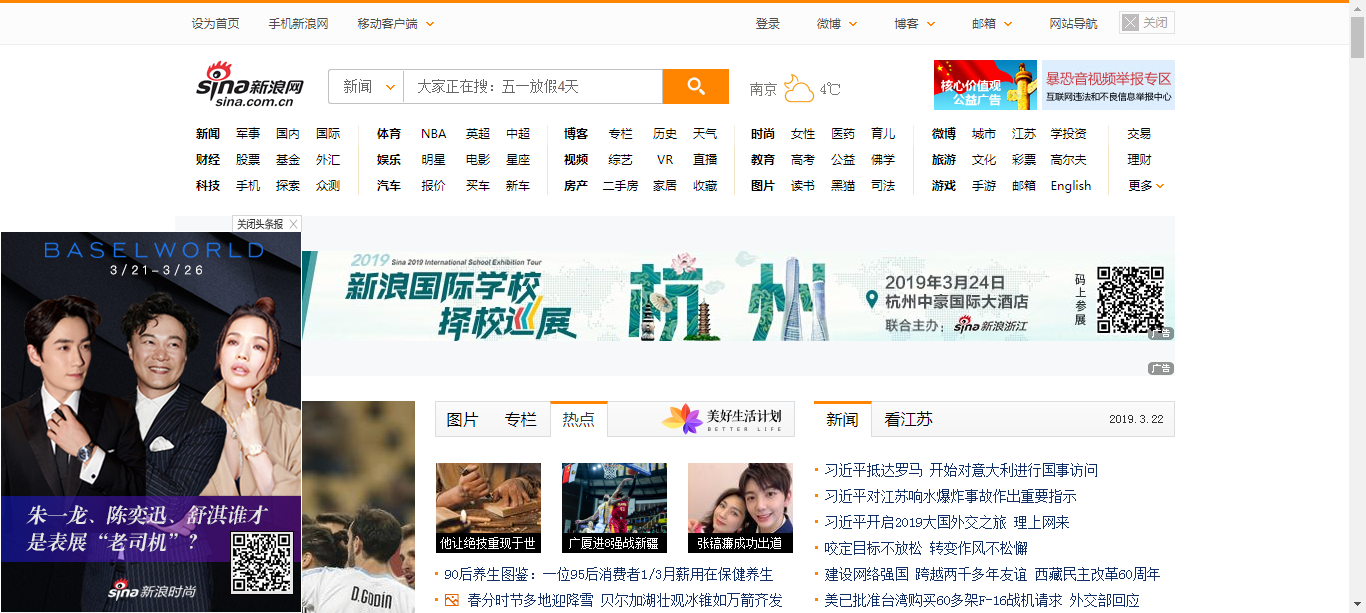 设为首页 手机新浪网 移动客户端 登录 微博 博客 邮箱 网站导航 关闭
sina新浪网
sina.com.cn
新闻 大家正在搜：五一放假4天 南京 4℃
核心价值观
公益广告
暴恐音视频举报专区
互联网违法和不良信息举报中心
新闻 军事 国内 国际 体育 NBA 英超 中超 博客 专栏 历史 天气 时尚 女性 医药 育儿 微博 城市 江苏 学投资 交易
财经 股票 基金 外汇 娱乐 明星 电影 星座 视频 综艺 VR 直播 教育 高考 公益 佛学 旅游 文化 彩票 高尔夫 理财
科技 手机 探索 众测 汽车 报价 买车 新车 房产 二手房 家居 收藏 图片 读书 黑猫 司法 游戏 手游 邮箱 English 更多
关闭头条报
BASELWORLD
3/21-3/26
朱一龙、陈奕迅、舒淇谁才
是表展“老司机”？
sina新浪时尚
2019 Sina 2019 International School Exhibition Tour
新浪国际学校
择校巡展
杭州
2019年3月24日
杭州中豪国际大酒店
联合主办：sina新浪浙江
码上参展
广告
广告
D.GODIN
图片 专栏 热点 美好生活计划
BETTER LIFE
他让绝技重现于世 广厦进8强战新疆 张镐濂成功出道
90后养生图鉴：一位95后消费者1/3月薪用在保健养生
春分时节多地迎降雪 贝尔加湖壮观冰锥如万箭齐发
新闻 看江苏 2019.3.22
习近平抵达罗马 开始对意大利进行国事访问
习近平对江苏响水爆炸事故作出重要指示
习近平开启2019大国外交之旅 理上网来
咬定目标不放松 转变作风不松懈
建设网络强国 跨越两千多年友谊 西藏民主改革60周年
美已批准台湾购买60多架F-16战机请求 外交部回应